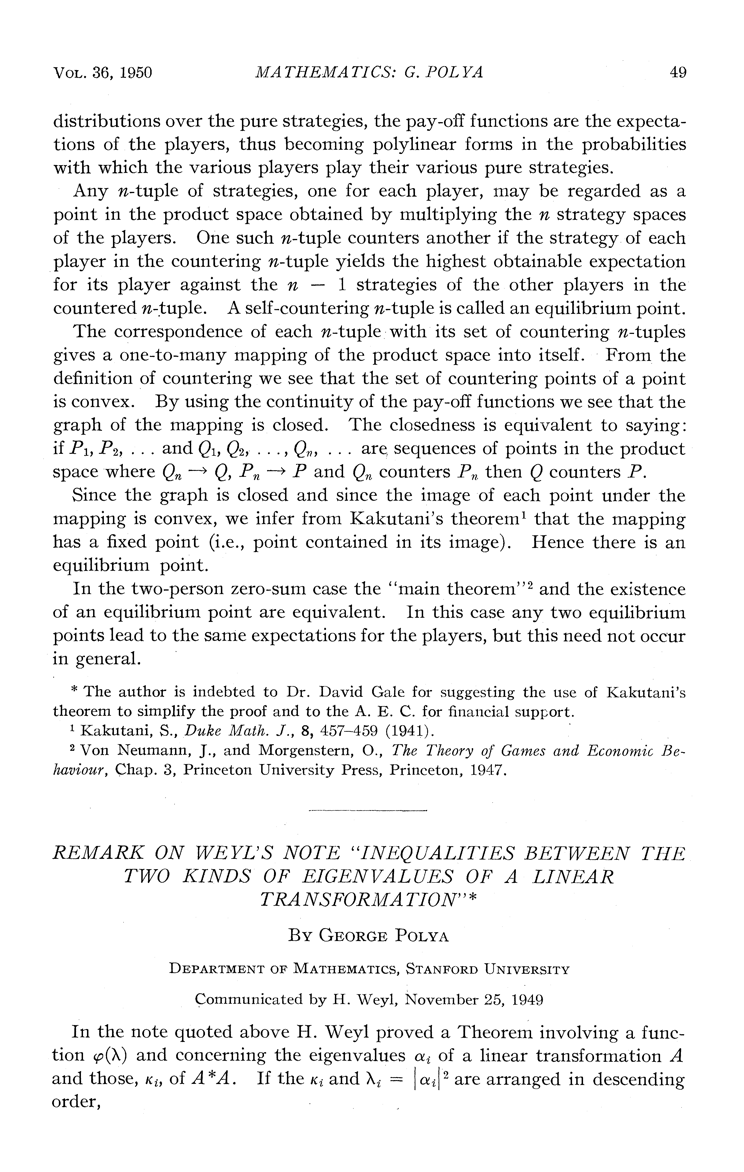 VOL. 36, 1950 MATHEMATICS: G. POLYA 49
distributions over the pure strategies, the pay-off functions are the expecta-
tions of the players, thus becoming polylinear forms in the probabilities
with which the various players play their various pure strategies.
Any n-tuple of strategies, one for each player, may be regarded as a
point in the product space obtained by multiplying the n strategy spaces
of the players. One such n-tuple counters another if the strategy of each
player in the countering n-tuple yields the highest obtainable expectation
for its player against the n − 1 strategies of the other players in the
countered n-tuple. A self-countering n-tuple is called an equilibrium point.
The correspondence of each n-tuple with its set of countering n-tuples
gives a one-to-many mapping of the product space into itself. From the
definition of countering we see that the set of countering points of a point
is convex. By using the continuity of the pay-off functions we see that the
graph of the mapping is closed. The closedness is equivalent to saying:
if P₁, P₂, ... and Q₁, Q₂, ..., Qₙ, ... are sequences of points in the product
space where Qₙ → Q, Pₙ → P and Qₙ counters Pₙ then Q counters P.
Since the graph is closed and since the image of each point under the
mapping is convex, we infer from Kakutani's theorem¹ that the mapping
has a fixed point (i.e., point contained in its image). Hence there is an
equilibrium point.
In the two-person zero-sum case the "main theorem"² and the existence
of an equilibrium point are equivalent. In this case any two equilibrium
points lead to the same expectations for the players, but this need not occur
in general.
* The author is indebted to Dr. David Gale for suggesting the use of Kakutani's
theorem to simplify the proof and to the A. E. C. for financial support.
¹ Kakutani, S., Duke Math. J., 8, 457–459 (1941).
² Von Neumann, J., and Morgenstern, O., The Theory of Games and Economic Be-
haviour, Chap. 3, Princeton University Press, Princeton, 1947.
REMARK ON WEYL'S NOTE "INEQUALITIES BETWEEN THE
TWO KINDS OF EIGENVALUES OF A LINEAR
TRANSFORMATION"*
BY GEORGE POLYA
DEPARTMENT OF MATHEMATICS, STANFORD UNIVERSITY
Communicated by H. Weyl, November 25, 1949
In the note quoted above H. Weyl proved a Theorem involving a func-
tion φ(λ) and concerning the eigenvalues αᵢ of a linear transformation A
and those, κᵢ, of A*A. If the κᵢ and λᵢ = |αᵢ|² are arranged in descending
order,